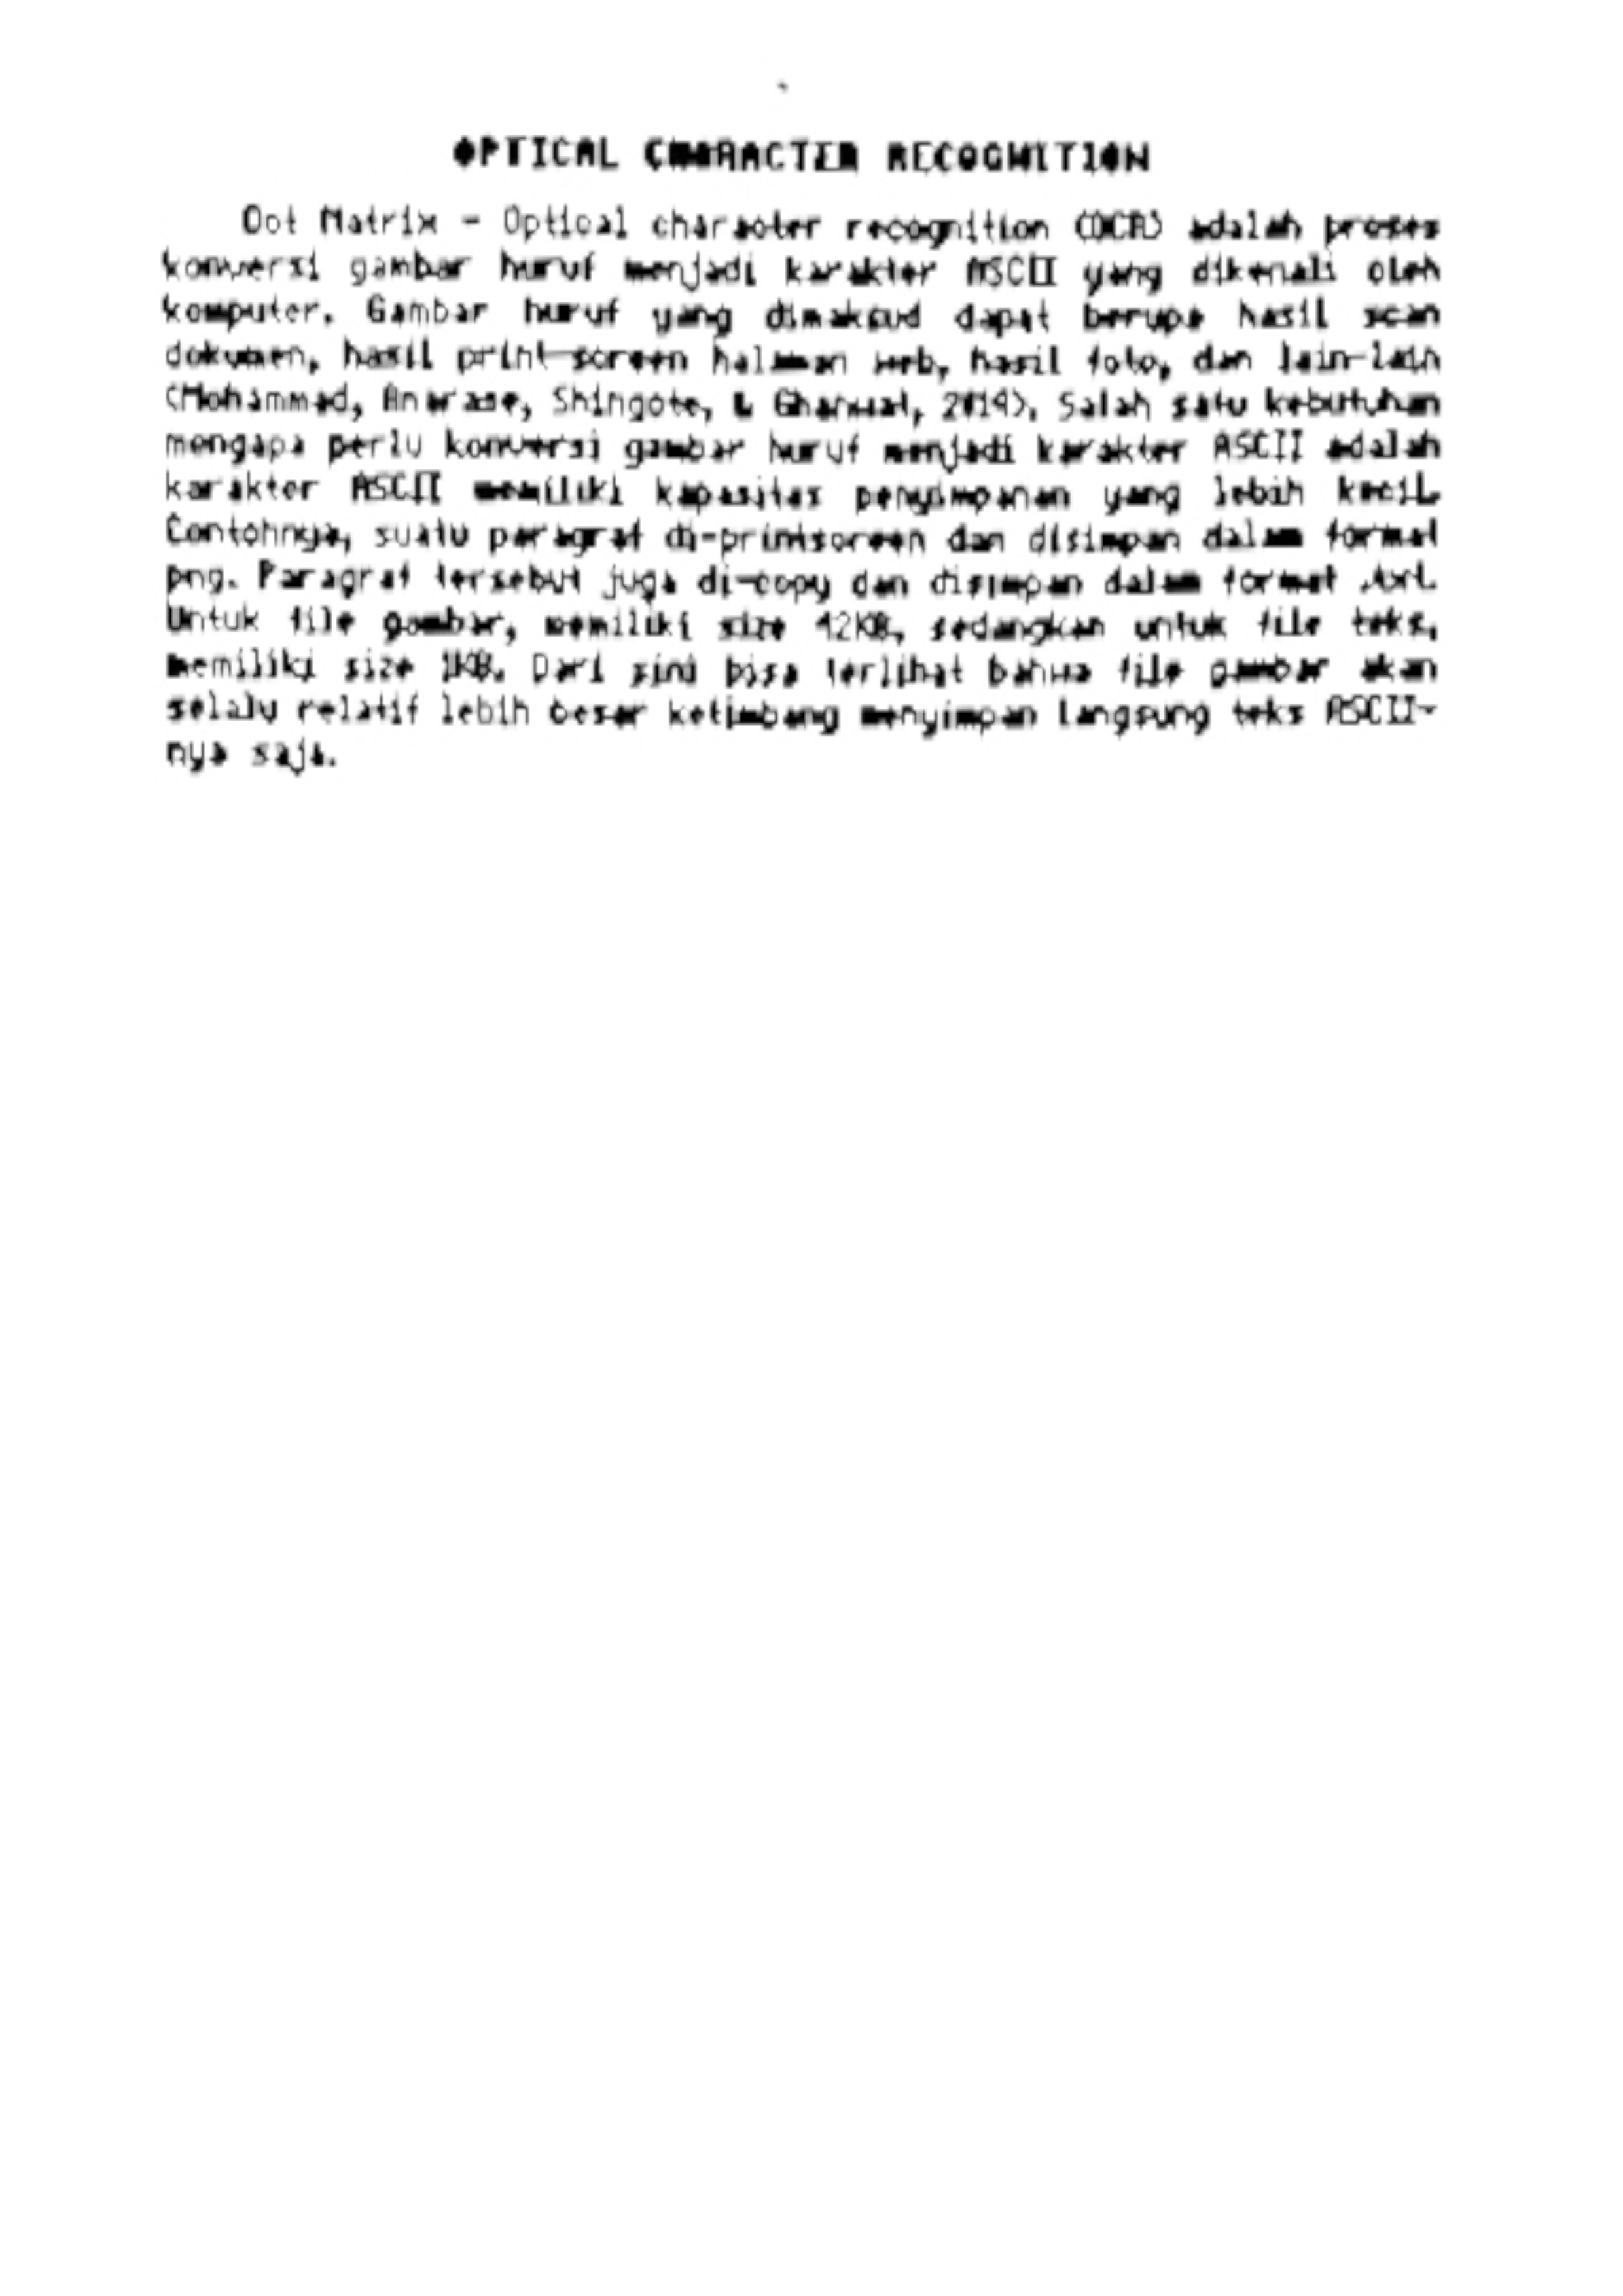 OPTICAL CHARACTER RECOGNITION
Dot Matrix - Optical character recognition (OCR) adalah proses
konversi gambar huruf menjadi karakter ASCII yang dikenali oleh
komputer. Gambar huruf yang dimaksud dapat berupa hasil scan
dokumen, hasil print-screen halaman web, hasil foto, dan lain-lain
(Mohammad, Anarase, Shingote, & Ghanwat, 2014). Salah satu kebutuhan
mengapa perlu konversi gambar huruf menjadi karakter ASCII adalah
karakter ASCII memiliki kapasitas penyimpanan yang lebih kecil.
Contohnya, suatu paragraf di-printscreen dan disimpan dalam format
png. Paragraf tersebut juga di-copy dan disimpan dalam format .txt.
Untuk file gambar, memiliki size 12KB, sedangkan untuk file teks,
memiliki size 1KB. Dari sini bisa terlihat bahwa file gambar akan
selalu relatif lebih besar ketimbang menyimpan langsung teks ASCII-
nya saja.